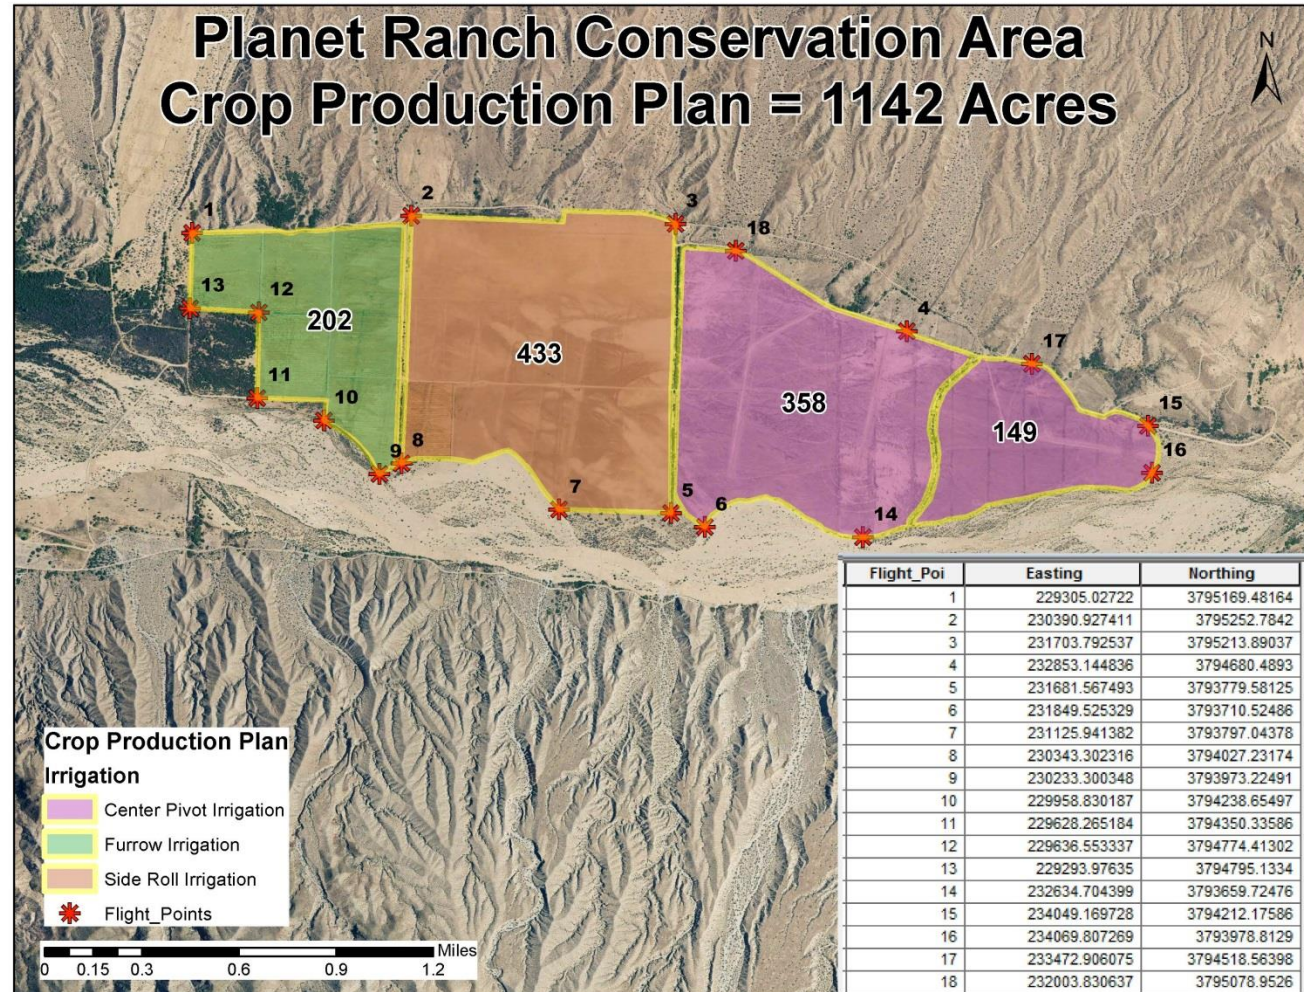 Planet Ranch Conservation Area
Crop Production Plan = 1142 Acres
N
1
2
3
18
13
12
202
433
4
17
11
10
358
149
15
9
8
16
7
5
6
14
Flight_Poi Easting Northing
1 229305.02722 3795169.48164
2 230390.927411 3795252.7842
3 231703.792537 3795213.89037
4 232853.144836 3794680.4893
5 231681.567493 3793779.58125
6 231849.525329 3793710.52486
7 231125.941382 3793797.04378
8 230343.302316 3794027.23174
9 230233.300348 3793973.22491
10 229958.830187 3794238.65497
11 229628.265184 3794350.33586
12 229636.553337 3794774.41302
13 229293.97635 3794795.1334
14 232634.704399 3793659.72476
15 234049.169728 3794212.17586
16 234069.807269 3793978.8129
17 233472.906075 3794518.56398
18 232003.830637 3795078.9526
Crop Production Plan
Irrigation
Center Pivot Irrigation
Furrow Irrigation
Side Roll Irrigation
Flight_Points
Miles
0 0.15 0.3 0.6 0.9 1.2